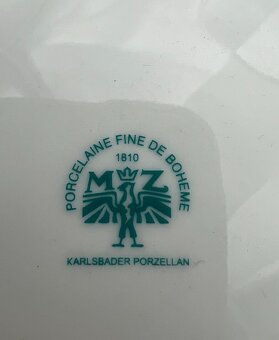 PORCELAINE FINE DE BOHEME
1810
MZ
KARLSBADER PORZELLAN